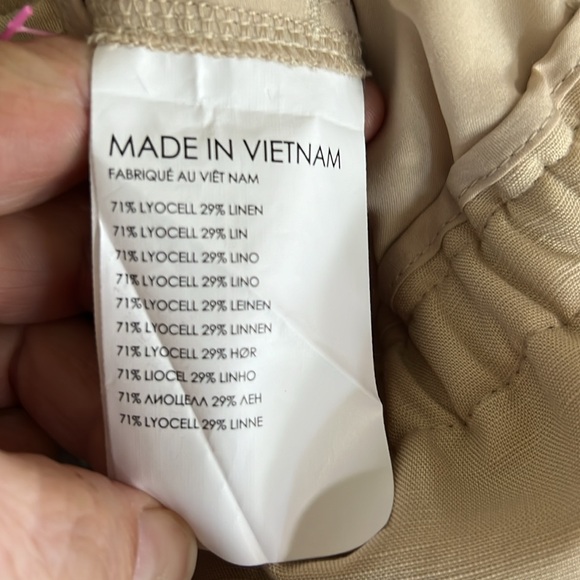 MADE IN VIETNAM
FABRIQUÉ AU VIÊT NAM
71% LYOCELL 29% LINEN
71% LYOCELL 29% LIN
71% LYOCELL 29% LINO
71% LYOCELL 29% LINO
71% LYOCELL 29% LEINEN
71% LYOCELL 29% LINNEN
71% LYOCELL 29% HØR
71% LIOCEL 29% LINHO
71% ЛИОЦЕЛЛ 29% ЛЕН
71% LYOCELL 29% LINNE